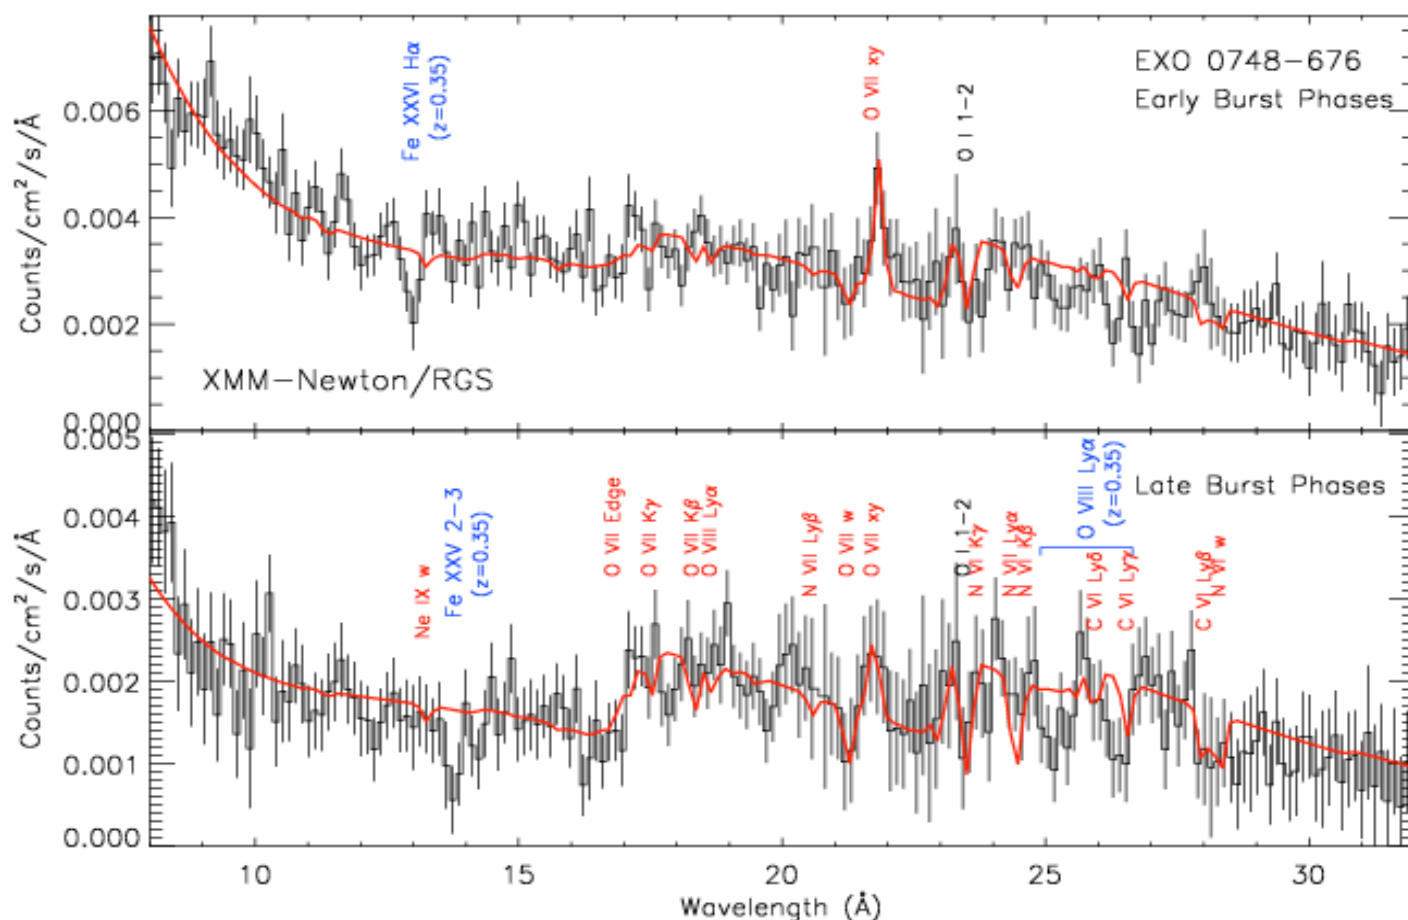 EXO 0748-676
Early Burst Phases
Fe XXVI Hα
(z=0.35)
O VII xy
O I 1-2
XMM-Newton/RGS
Counts/cm²/s/Å
0.006
0.004
0.002
0.000
Late Burst Phases
Ne IX w
Fe XXV 2-3
(z=0.35)
O VII Edge
O VII Kγ
O VII Kβ
O VIII Lyα
N VII Lyβ
O VII w
O VII xy
O I 1-2
N VI Kγ
N VII Lyα
N VI Kβ
O VIII Lyα
(z=0.35)
C VI Lyδ
C VI Lyγ
C VI Lyβ
N VI w
Counts/cm²/s/Å
0.005
0.004
0.003
0.002
0.001
0.000
10 15 20 25 30
Wavelength (Å)